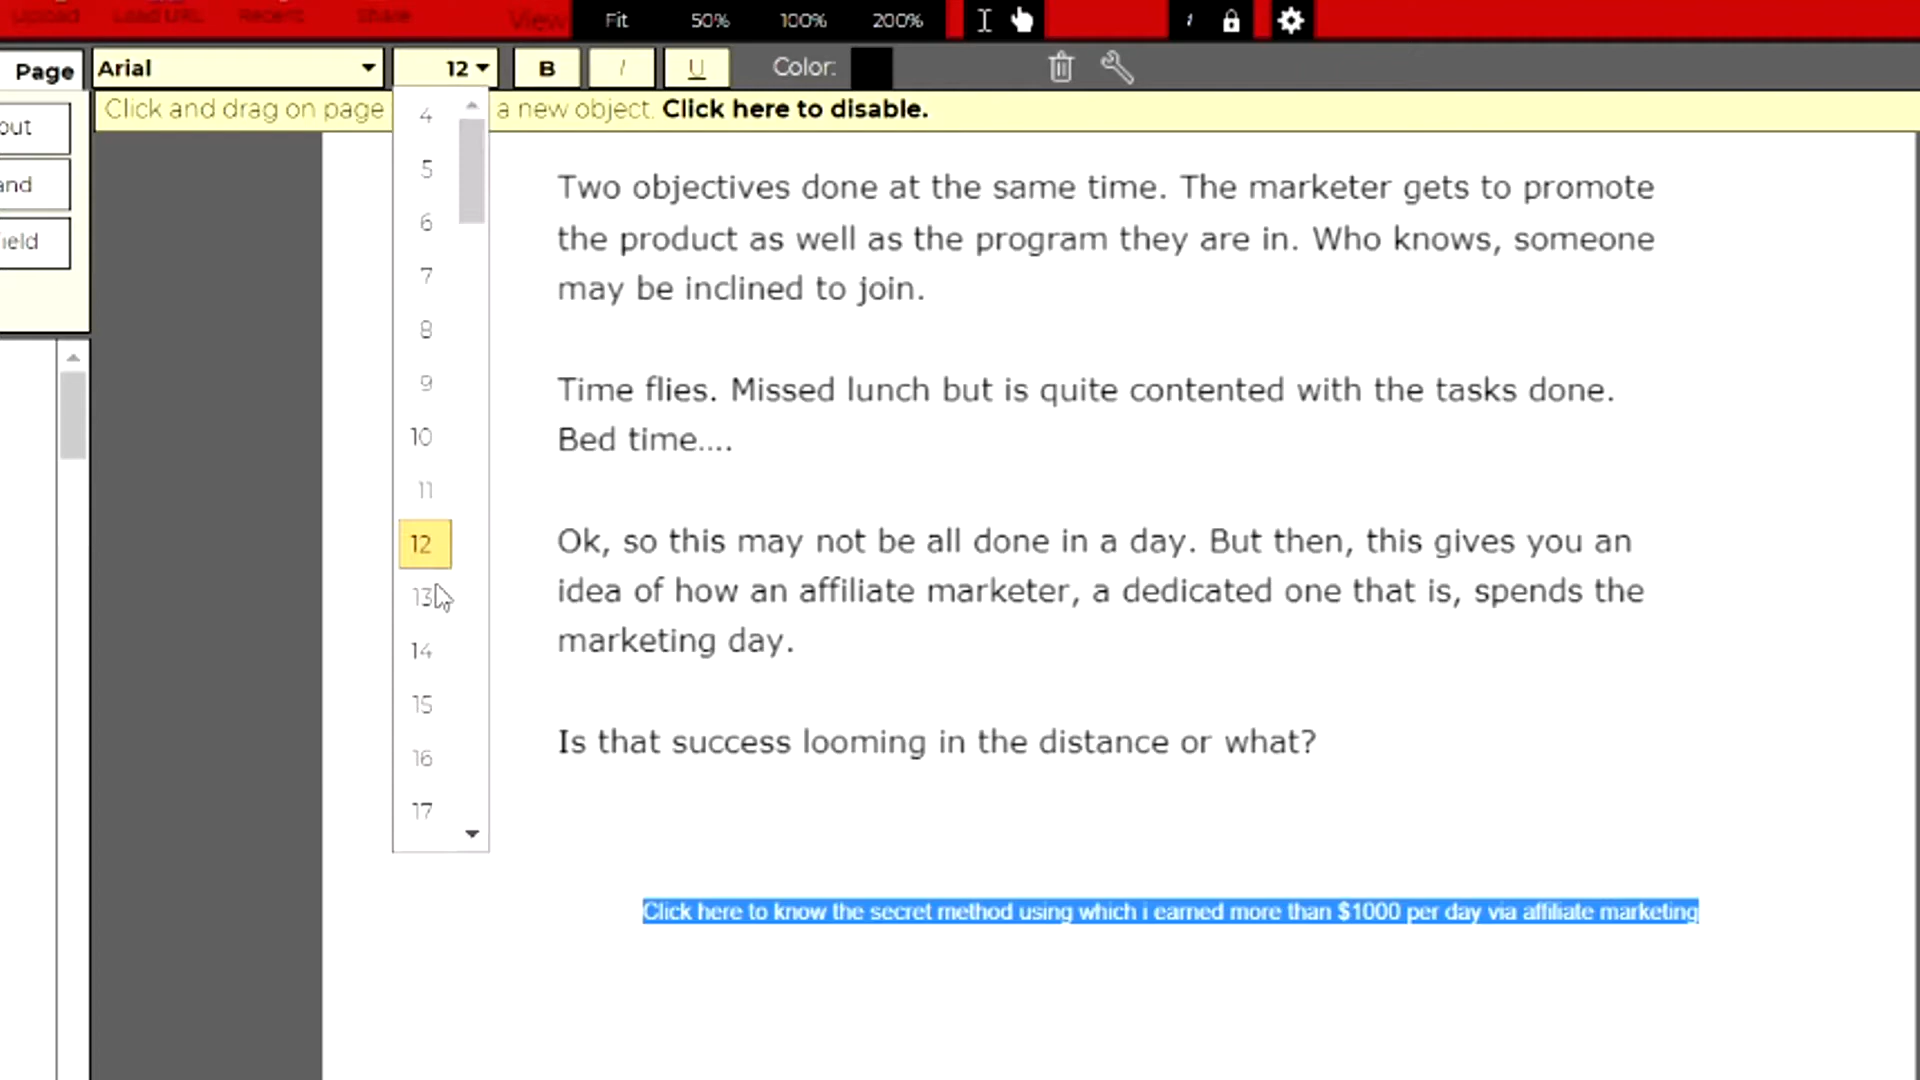 Upload Load URL Recent Share View Fit 50% 100% 200%
Page Arial 12 B I U Color:
Click and drag on page a new object. Click here to disable.
out
and
ield
4
5
6
7
8
9
10
11
12
13
14
15
16
17
Two objectives done at the same time. The marketer gets to promote
the product as well as the program they are in. Who knows, someone
may be inclined to join.
Time flies. Missed lunch but is quite contented with the tasks done.
Bed time....
Ok, so this may not be all done in a day. But then, this gives you an
idea of how an affiliate marketer, a dedicated one that is, spends the
marketing day.
Is that success looming in the distance or what?
Click here to know the secret method using which i earned more than $1000 per day via affiliate marketing